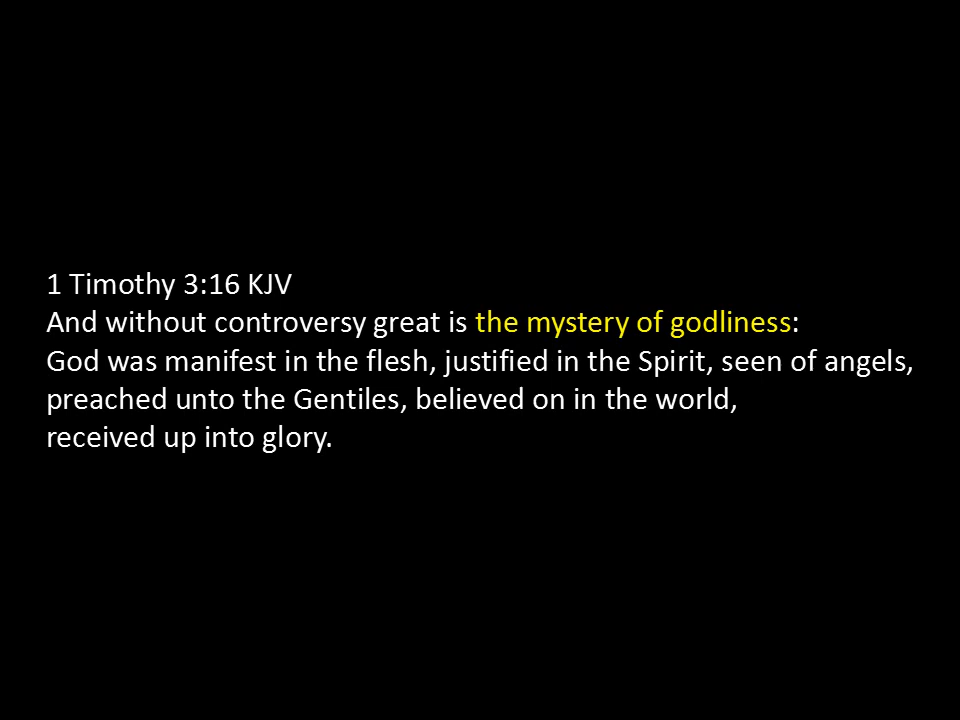 1 Timothy 3:16 KJV
And without controversy great is the mystery of godliness:
God was manifest in the flesh, justified in the Spirit, seen of angels,
preached unto the Gentiles, believed on in the world,
received up into glory.